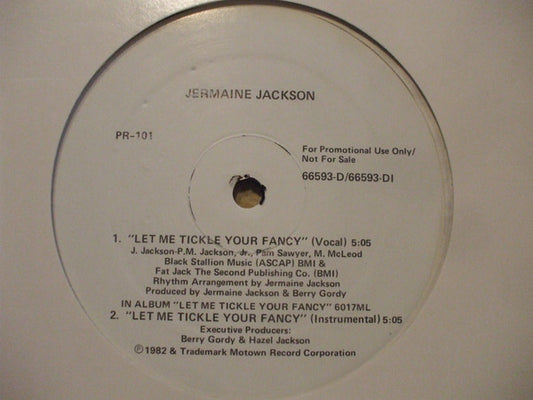 JERMAINE JACKSON
PR-101
For Promotional Use Only/
Not For Sale
66593-D/66593-DI
1. "LET ME TICKLE YOUR FANCY" (Vocal) 5:05
J. Jackson-P.M. Jackson, Jr., Pam Sawyer, M. McLeod
Black Stallion Music (ASCAP) BMI &
Fat Jack The Second Publishing Co. (BMI)
Rhythm Arrangement by Jermaine Jackson
Produced by Jermaine Jackson & Berry Gordy
IN ALBUM "LET ME TICKLE YOUR FANCY" 6017ML
2. "LET ME TICKLE YOUR FANCY" (Instrumental) 5:05
Executive Producers:
Berry Gordy & Hazel Jackson
℗1982 & Trademark Motown Record Corporation